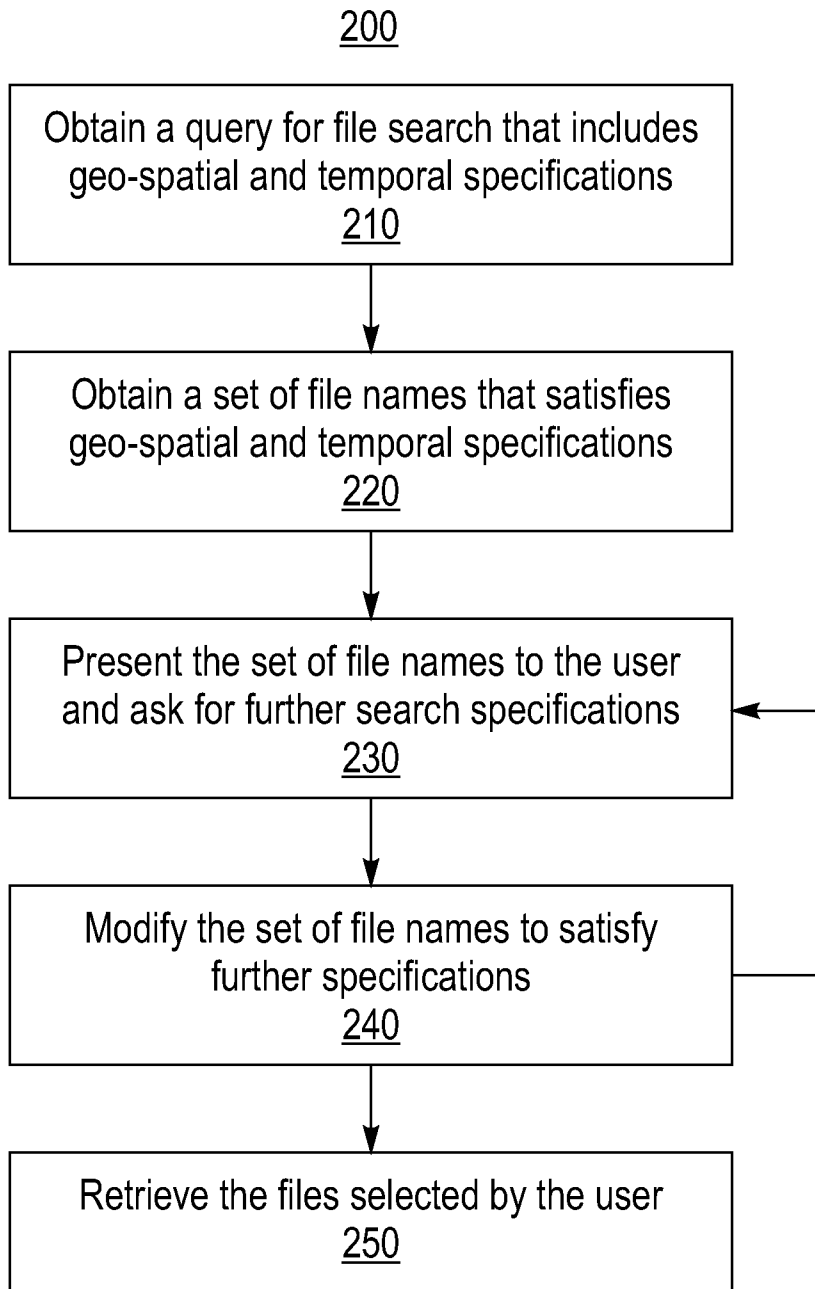 200
Obtain a query for file search that includes
geo-spatial and temporal specifications
210
Obtain a set of file names that satisfies
geo-spatial and temporal specifications
220
Present the set of file names to the user
and ask for further search specifications
230
Modify the set of file names to satisfy
further specifications
240
Retrieve the files selected by the user
250